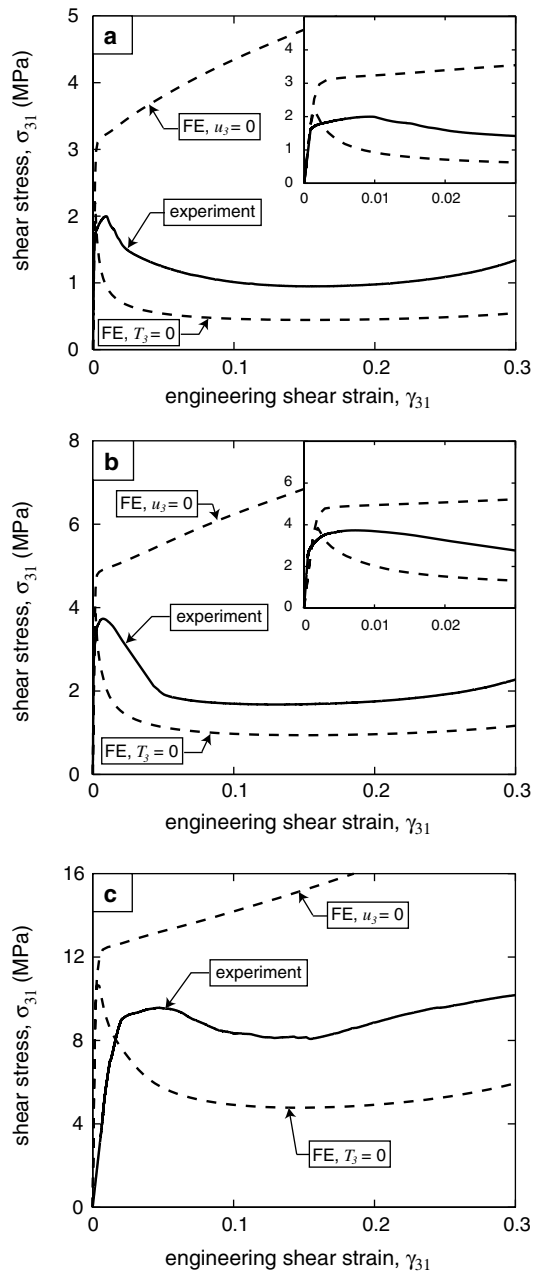 a
shear stress, σ31 (MPa)
5
4
3
2
1
0
0
0.1
0.2
0.3
engineering shear strain, γ31
FE, u3 = 0
experiment
FE, T3 = 0
4
3
2
1
0
0
0.01
0.02
b
shear stress, σ31 (MPa)
8
6
4
2
0
0
0.1
0.2
0.3
engineering shear strain, γ31
FE, u3 = 0
experiment
FE, T3 = 0
6
4
2
0
0
0.01
0.02
c
shear stress, σ31 (MPa)
16
12
8
4
0
0
0.1
0.2
0.3
engineering shear strain, γ31
FE, u3 = 0
experiment
FE, T3 = 0